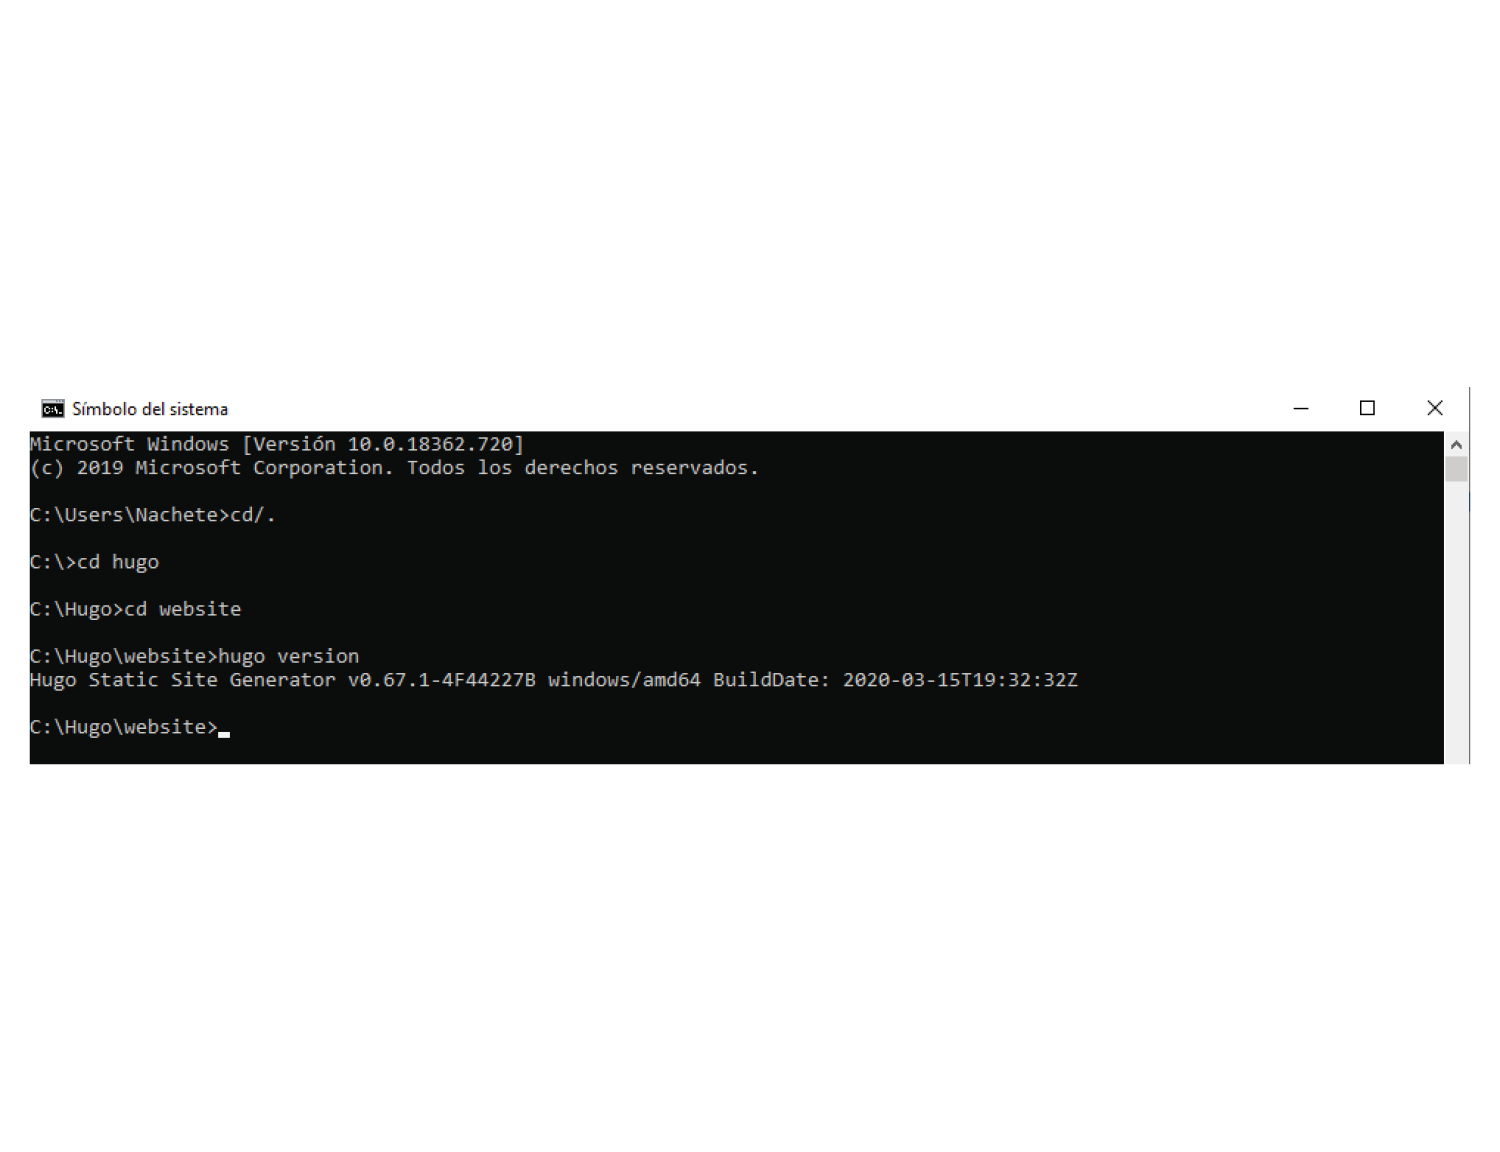 Símbolo del sistema
Microsoft Windows [Versión 10.0.18362.720]
(c) 2019 Microsoft Corporation. Todos los derechos reservados.
C:\Users\Nachete>cd/.
C:\>cd hugo
C:\Hugo>cd website
C:\Hugo\website>hugo version
Hugo Static Site Generator v0.67.1-4F44227B windows/amd64 BuildDate: 2020-03-15T19:32:32Z
C:\Hugo\website>